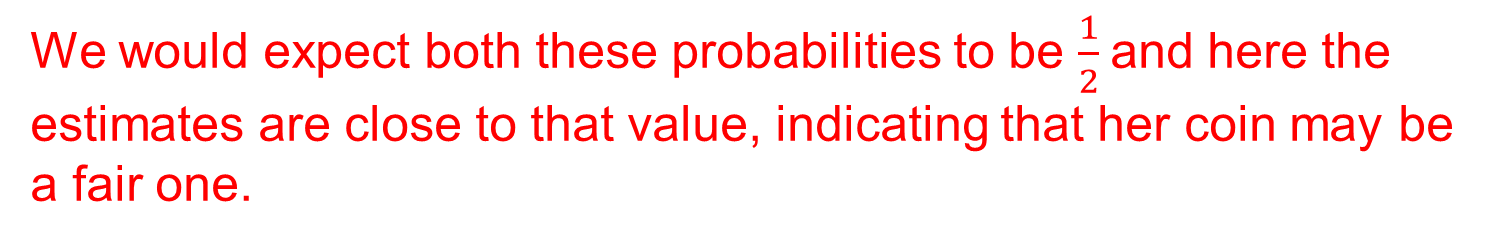 We would expect both these probabilities to be $\frac{1}{2}$ and here the
estimates are close to that value, indicating that her coin may be
a fair one.